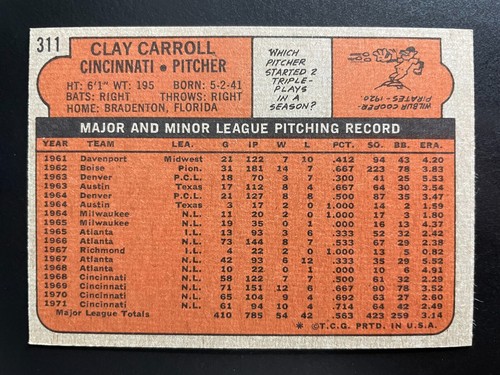 311
CLAY CARROLL
CINCINNATI • PITCHER
HT: 6'1" WT: 195 BORN: 5-2-41
BATS: RIGHT THROWS: RIGHT
HOME: BRADENTON, FLORIDA
WHICH
PITCHER
STARTED 2
TRIPLE-
PLAYS
IN A
SEASON?
WILBUR COOPER-
PIRATES-1920
MAJOR AND MINOR LEAGUE PITCHING RECORD
YEAR TEAM LEA. G IP W L PCT. SO. BB. ERA.
1961 Davenport Midwest 21 122 7 10 .412 94 43 4.20
1962 Boise Pion. 31 181 14 7 .667 223 78 3.83
1963 Denver P.C.L. 18 70 3 7 .300 41 25 5.53
1963 Austin Texas 17 112 5 4 .667 64 30 3.54
1964 Denver P.C.L. 21 127 8 8 .500 87 35 3.47
1964 Austin Texas 3 17 2 0 1.000 14 5
1964 Milwaukee N.L. 11 20 2 0 1.000 17 3 1.80
1965 Milwaukee N.L. 19 35 0 1 .000 16 13 4.37
1965 Atlanta I.L. 13 93 3 6 .333 52 32 2.42
1966 Atlanta N.L. 73 144 8 7 .533 67 29 2.38
1967 Richmond I.L. 4 22 2 0 1.000 13 5 0.82
1967 Atlanta N.L. 42 93 6 12 .333 35 29 5.52
1968 Atlanta N.L. 10 22 0 1 .000
1968 Cincinnati N.L. 58 122 7 7 .500 61 32 2.29
1969 Cincinnati N.L. 71 151 12 6 .667 90 78 3.52
1970 Cincinnati N.L. 65 104 9 4 .692 63 27 2.60
1971 Cincinnati N.L. 61 94 10 4 .714 64 42 2.49
Major League Totals 410 785 54 42 .563 423 259 3.14
* ©T.C.G. PRTD. IN U.S.A.